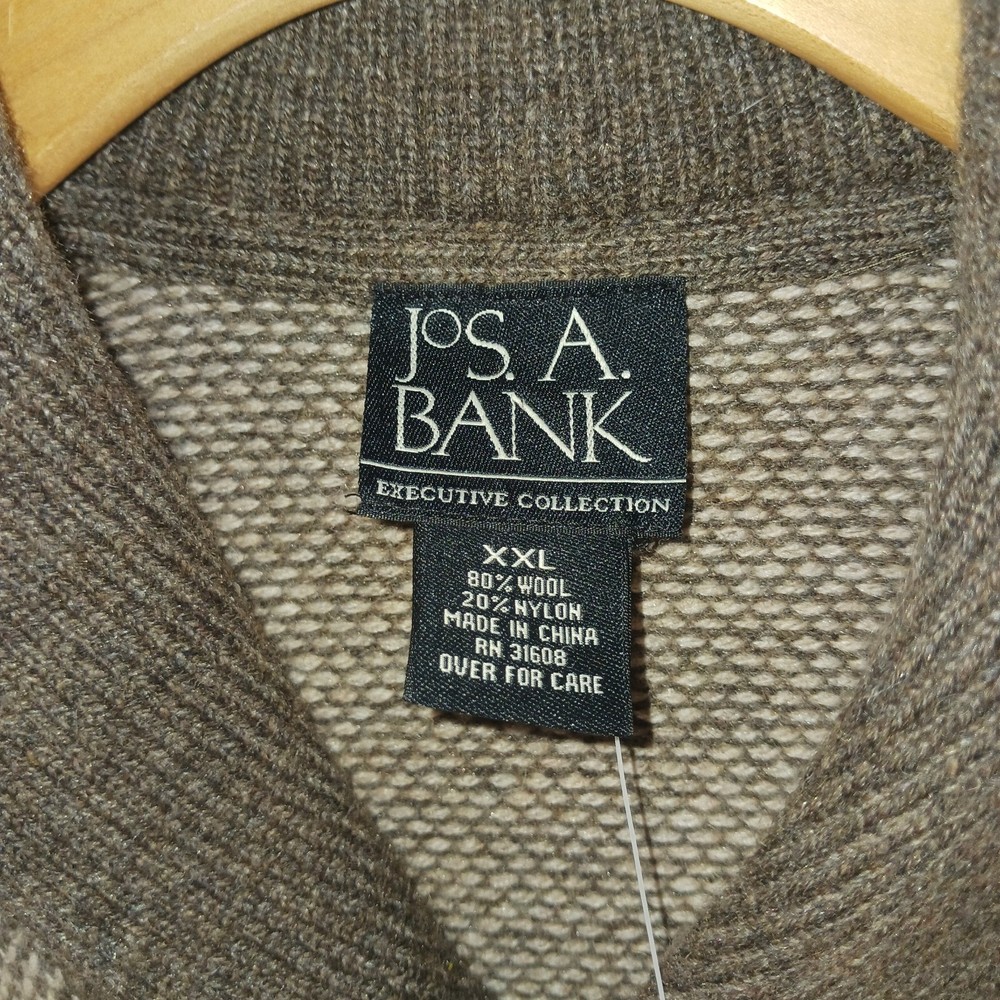 JoS. A.
BANK
EXECUTIVE COLLECTION
XXL
80% WOOL
20% NYLON
MADE IN CHINA
RN 31608
OVER FOR CARE